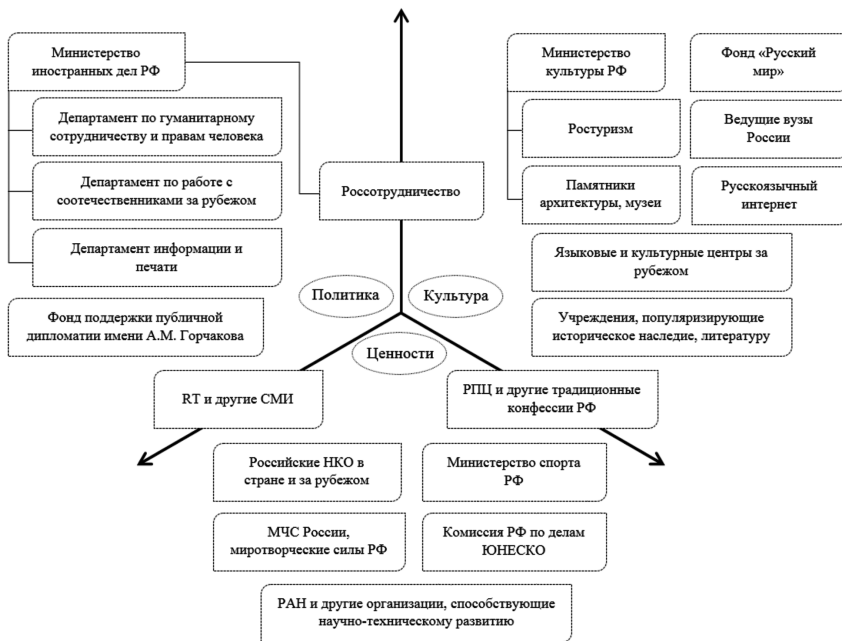 Министерство
иностранных дел РФ
Департамент по гуманитарному
сотрудничеству и правам человека
Департамент по работе с
соотечественниками за рубежом
Департамент информации и
печати
Фонд поддержки публичной
дипломатии имени А.М. Горчакова
Россотрудничество
Министерство
культуры РФ
Фонд «Русский
мир»
Ростуризм
Ведущие вузы
России
Памятники
архитектуры, музеи
Русскоязычный
интернет
Языковые и культурные центры за
рубежом
Учреждения, популяризирующие
историческое наследие, литературу
Политика
Культура
Ценности
RT и другие СМИ
РПЦ и другие традиционные
конфессии РФ
Российские НКО в
стране и за рубежом
Министерство спорта
РФ
МЧС России,
миротворческие силы РФ
Комиссия РФ по делам
ЮНЕСКО
РАН и другие организации, способствующие
научно-техническому развитию